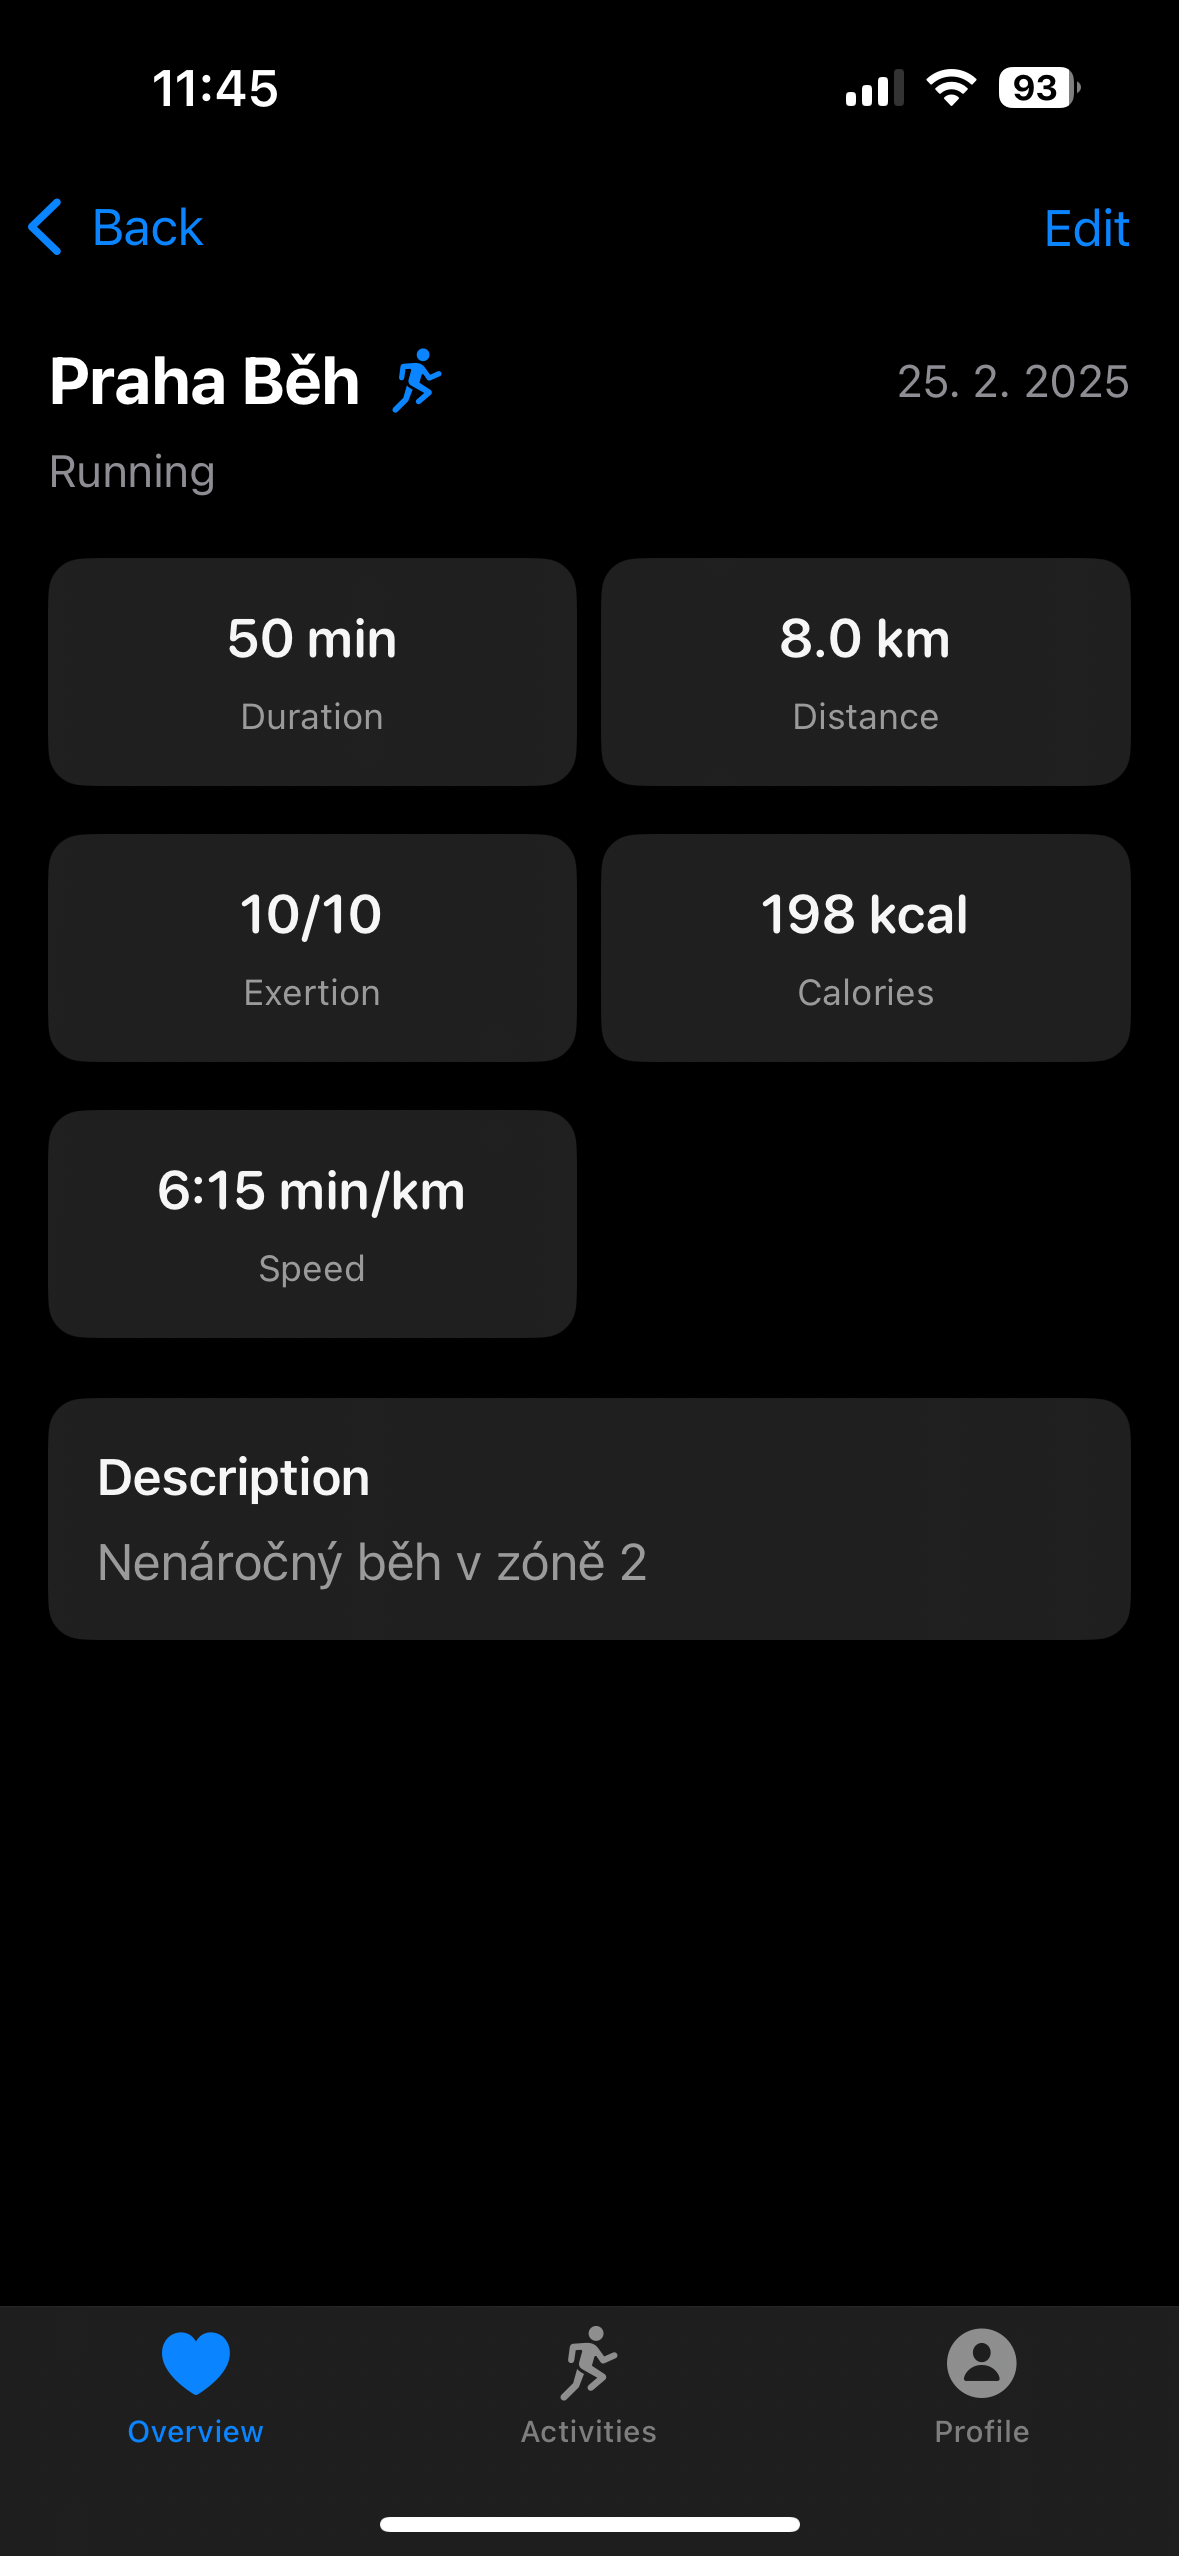 11:45
93
Back
Edit
Praha Běh
25. 2. 2025
Running
50 min
Duration
8.0 km
Distance
10/10
Exertion
198 kcal
Calories
6:15 min/km
Speed
Description
Nenáročný běh v zóně 2
Overview
Activities
Profile